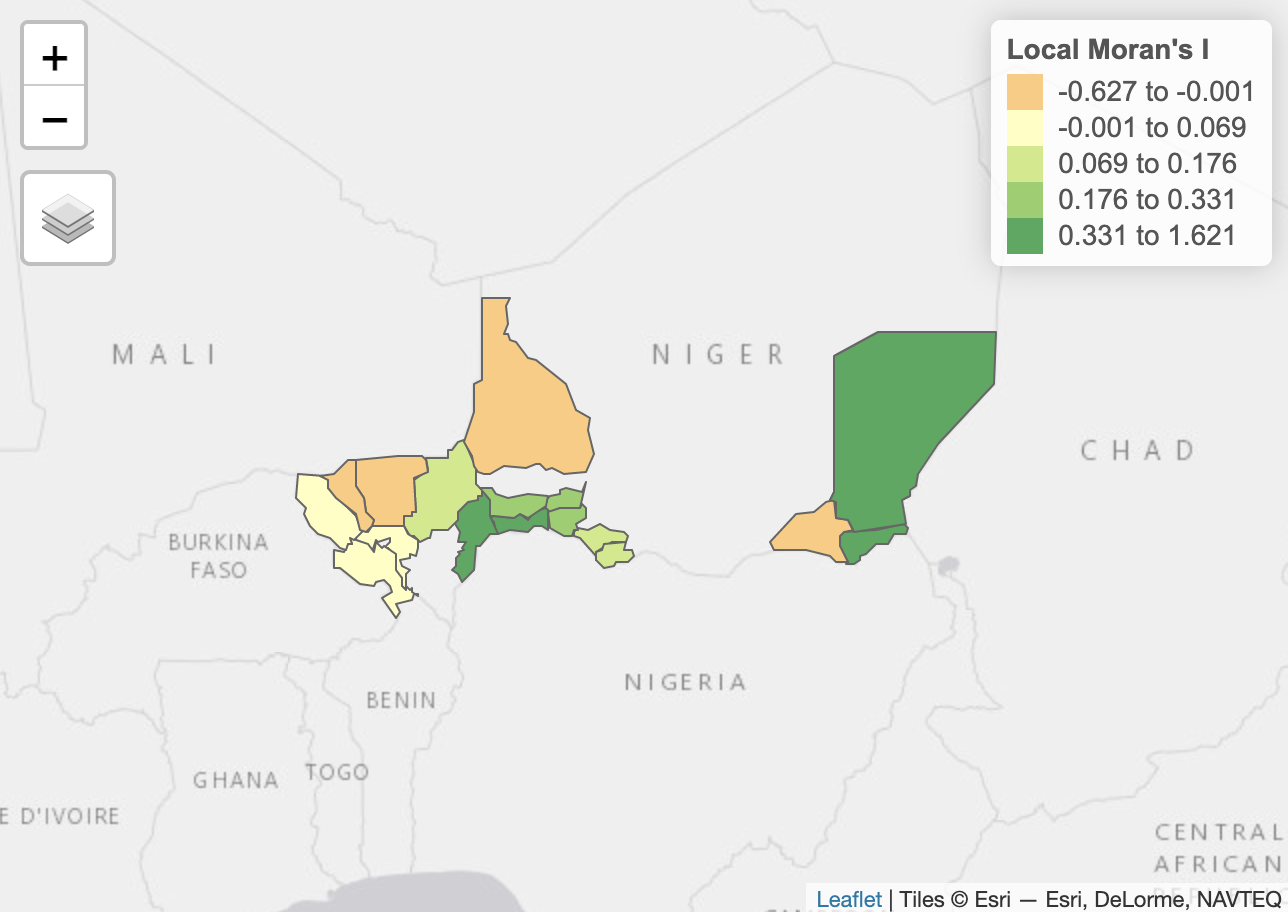 +
−
Local Moran's I
-0.627 to -0.001
-0.001 to 0.069
0.069 to 0.176
0.176 to 0.331
0.331 to 1.621
MALI
NIGER
CHAD
BURKINA
FASO
NIGERIA
BENIN
GHANA
TOGO
E D'IVOIRE
CENTRAL
AFRICAN
Leaflet | Tiles © Esri — Esri, DeLorme, NAVTEQ